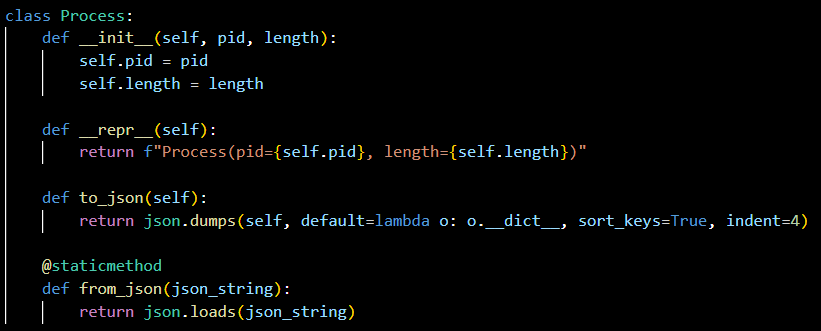 class Process:
    def __init__(self, pid, length):
        self.pid = pid
        self.length = length
    def __repr__(self):
        return f"Process(pid={self.pid}, length={self.length})"
    def to_json(self):
        return json.dumps(self, default=lambda o: o.__dict__, sort_keys=True, indent=4)
    @staticmethod
    def from_json(json_string):
        return json.loads(json_string)